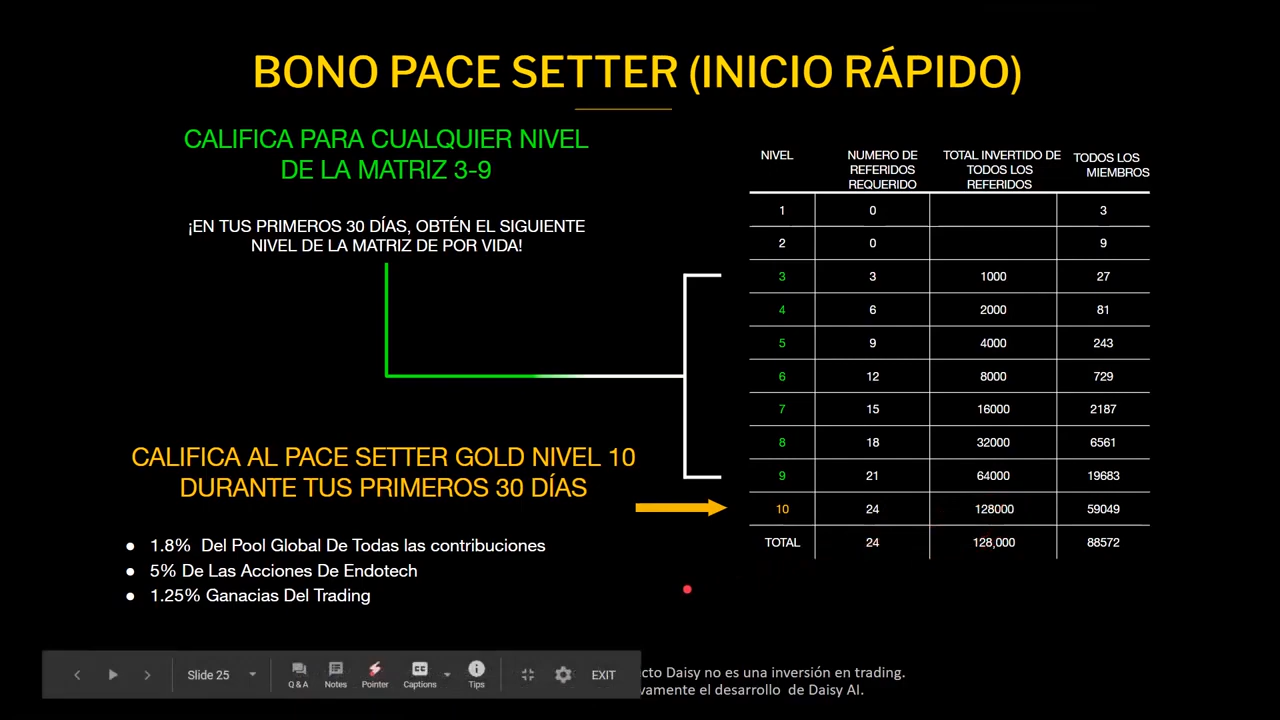 BONO PACE SETTER (INICIO RÁPIDO)
CALIFICA PARA CUALQUIER NIVEL
DE LA MATRIZ 3-9
¡EN TUS PRIMEROS 30 DÍAS, OBTÉN EL SIGUIENTE
NIVEL DE LA MATRIZ DE POR VIDA!
CALIFICA AL PACE SETTER GOLD NIVEL 10
DURANTE TUS PRIMEROS 30 DÍAS
● 1.8% Del Pool Global De Todas las contribuciones
● 5% De Las Acciones De Endotech
● 1.25% Ganacias Del Trading
NIVEL NUMERO DE REFERIDOS REQUERIDO TOTAL INVERTIDO DE TODOS LOS REFERIDOS TODOS LOS MIEMBROS
1 0 3
2 0 9
3 3 1000 27
4 6 2000 81
5 9 4000 243
6 12 8000 729
7 15 16000 2187
8 18 32000 6561
9 21 64000 19683
10 24 128000 59049
TOTAL 24 128,000 88572
cto Daisy no es una inversión en trading.
vamente el desarrollo de Daisy AI.
Slide 25
Q & A
Notes
Pointer
CC
Captions
Tips
EXIT